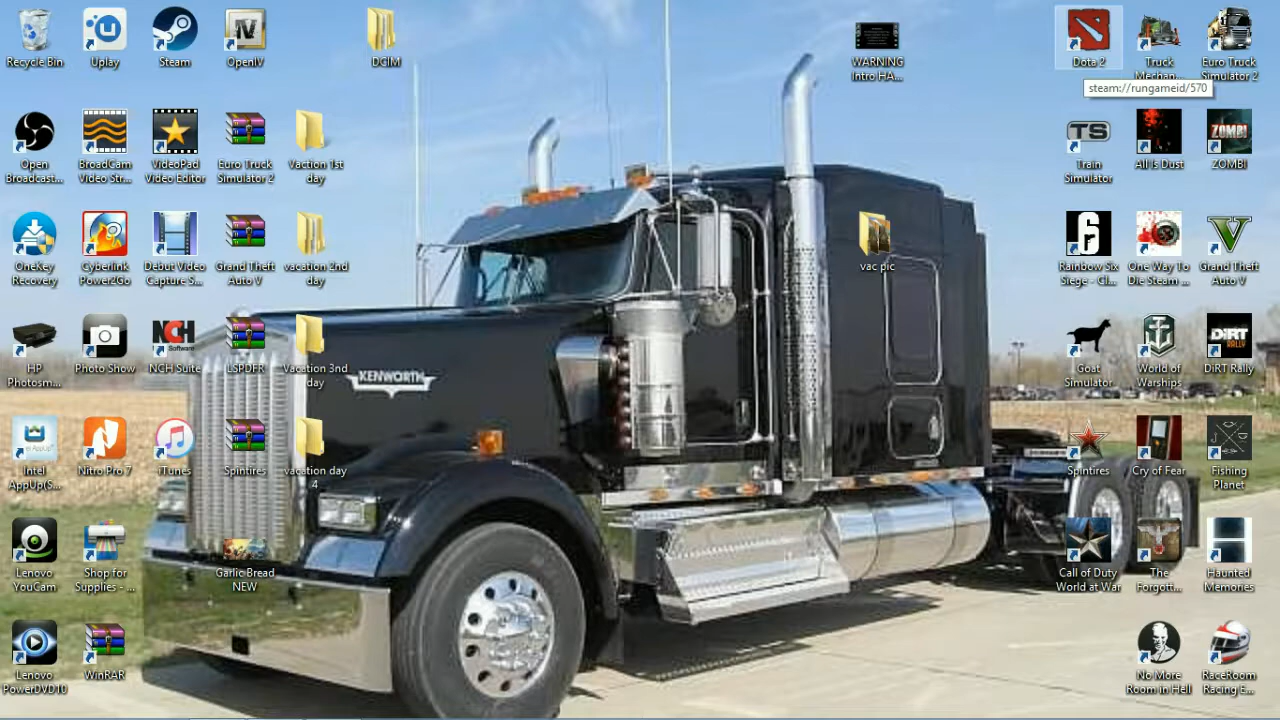 Recycle Bin
Uplay
Steam
OpenIV
DCIM
WARNING
Intro HA...
Dota 2
Truck
Mechan...
Euro Truck
Simulator 2
steam://rungameid/570
Open
Broadcast...
BroadCam
Video Str...
VideoPad
Video Editor
Euro Truck
Simulator 2
Vaction 1st
day
TS
Train
Simulator
All Is Dust
ZOMBI
ZOMBI
OneKey
Recovery
CyberLink
Power2Go
Debut Video
Capture S...
Grand Theft
Auto V
vacation 2nd
day
vac pic
6
Rainbow Six
Siege - Cl...
One Way To
Die Steam ...
V
Grand Theft
Auto V
HP
Photosm...
Photo Show
NCH
Software
NCH Suite
LSPDFR
Vacation 3nd
day
KENWORTH
Goat
Simulator
World of
Warships
DiRT
RALLY
DiRT Rally
Intel
AppUp(S...
Nitro Pro 7
iTunes
Spintires
vacation day
4
Spintires
Cry of Fear
Fishing
Planet
Lenovo
YouCam
Shop for
Supplies - ...
Garlic Bread
NEW
Call of Duty
World at War
The
Forgott...
Haunted
Memories
Lenovo
PowerDVD10
WinRAR
No More
Room in Hell
RaceRoom
Racing E...